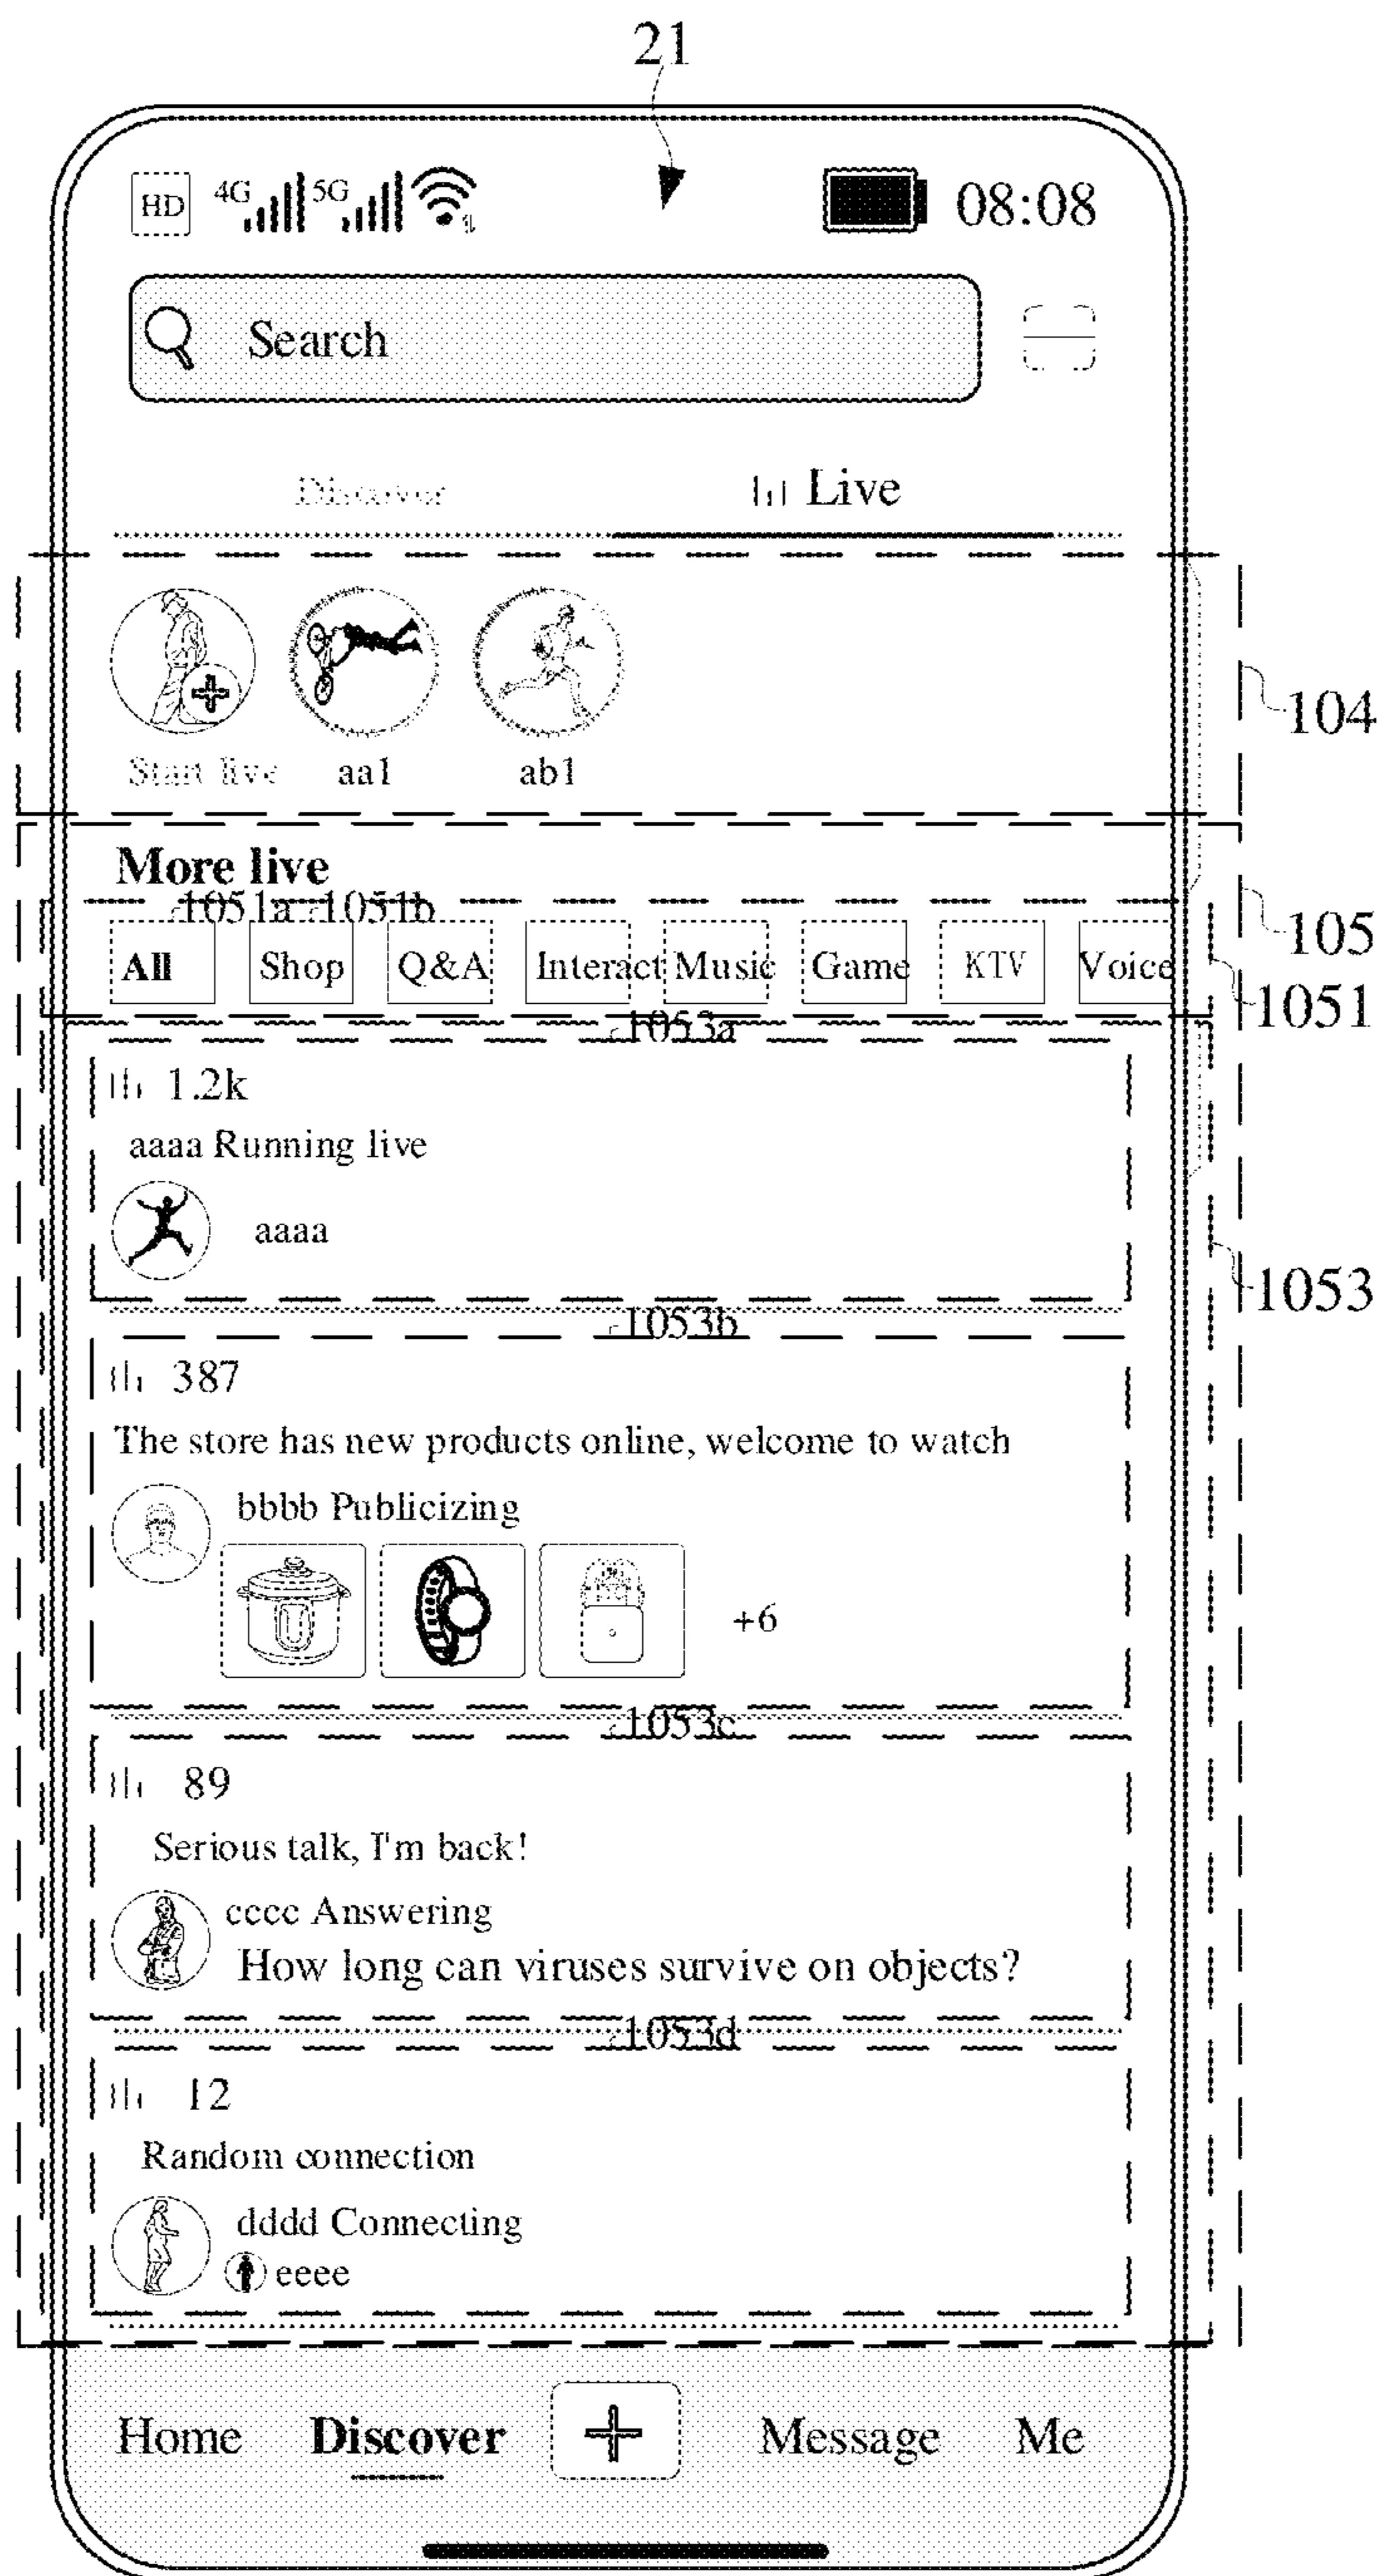 21
HD 4G 5G 08:08
Search
Discover Live
Start live aa1 ab1
104
More live
105
1051a 1051b
All Shop Q&A Interact Music Game KTV Voice
1051
1053a
1.2k
aaaa Running live
aaaa
1053
1053b
387
The store has new products online, welcome to watch
bbbb Publicizing
+6
1053c
89
Serious talk, I'm back!
cccc Answering
How long can viruses survive on objects?
1053d
12
Random connection
dddd Connecting
eeee
Home Discover Message Me